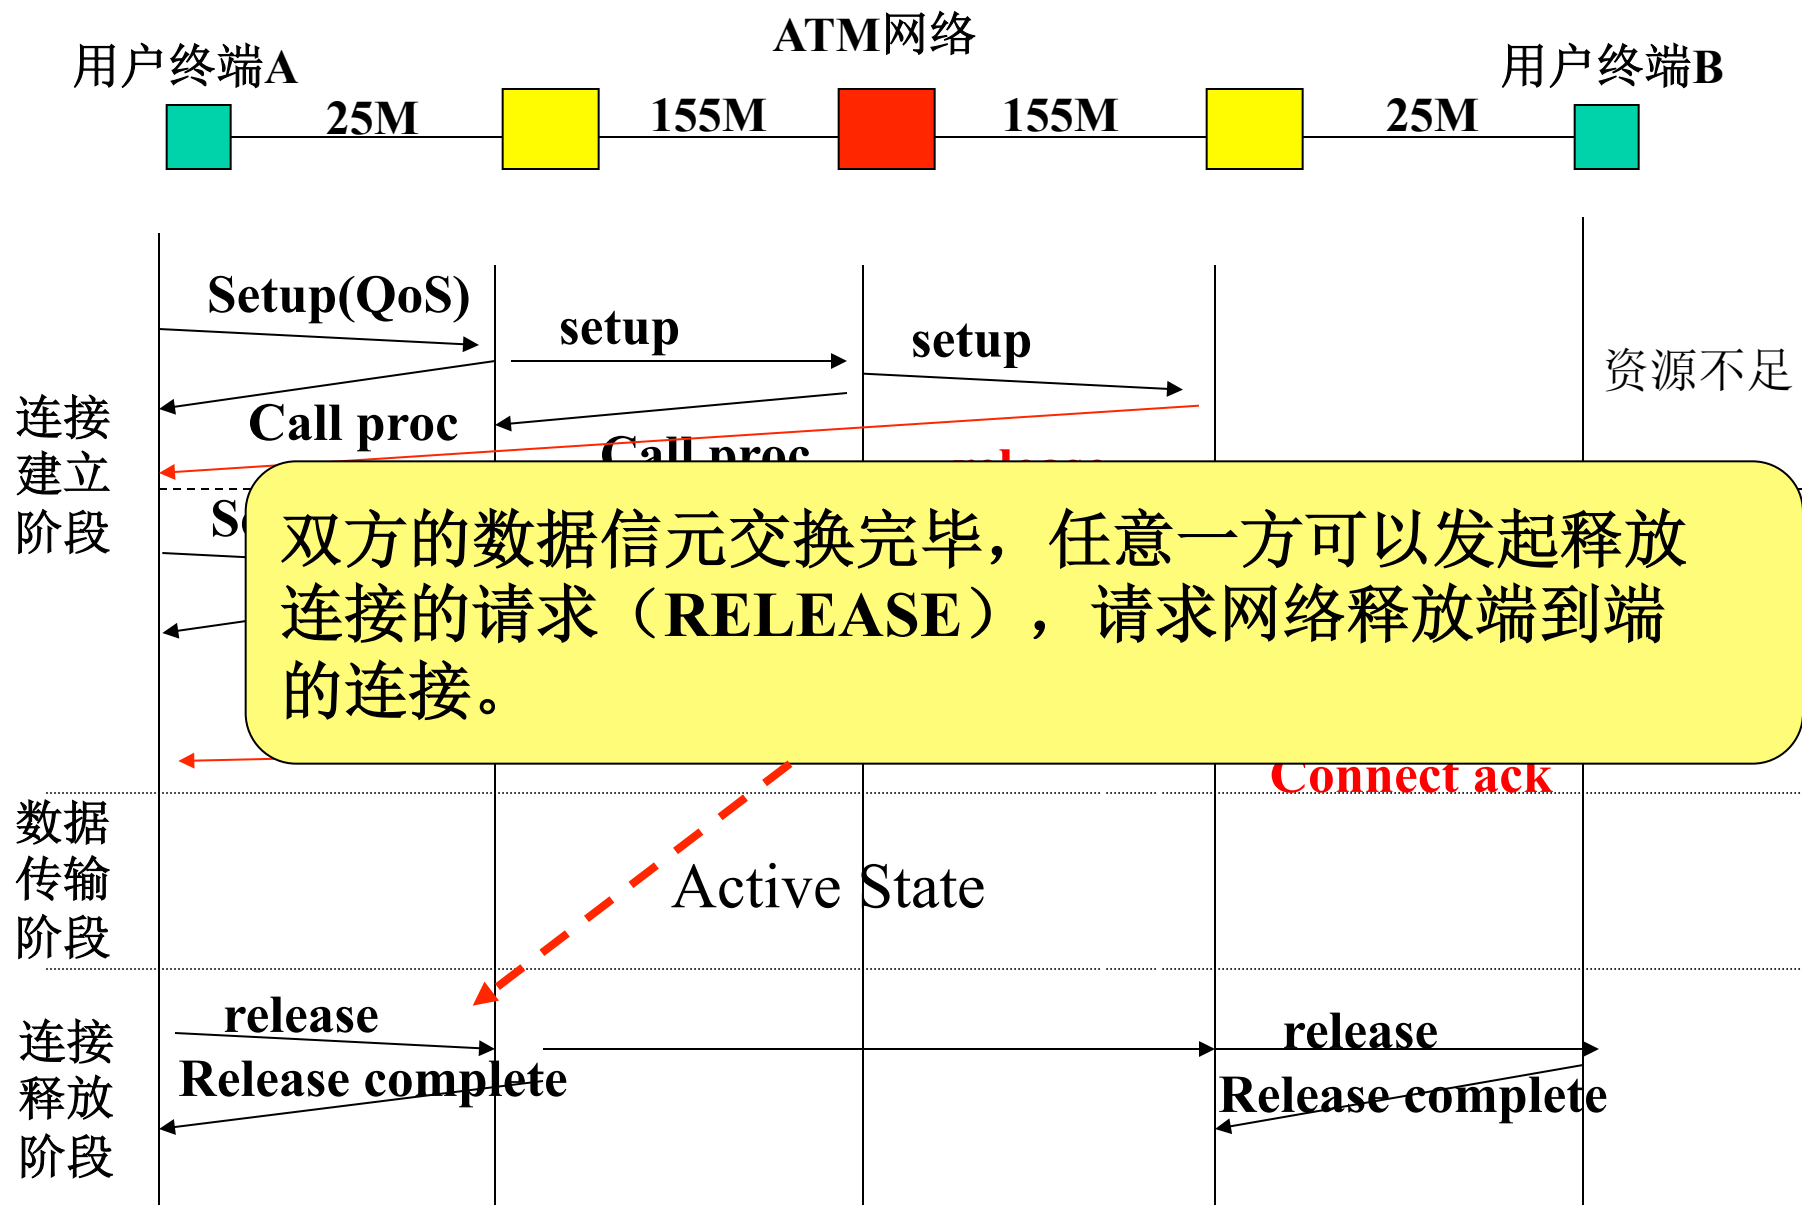 ATM网络
用户终端A
用户终端B
25M
155M
155M
25M
Setup(QoS)
setup
setup
资源不足
连接
建立
阶段
Call proc
Call proc
release
双方的数据信元交换完毕，任意一方可以发起释放
连接的请求（RELEASE），请求网络释放端到端
的连接。
Connect ack
数据
传输
阶段
Active State
连接
释放
阶段
release
release
Release complete
Release complete